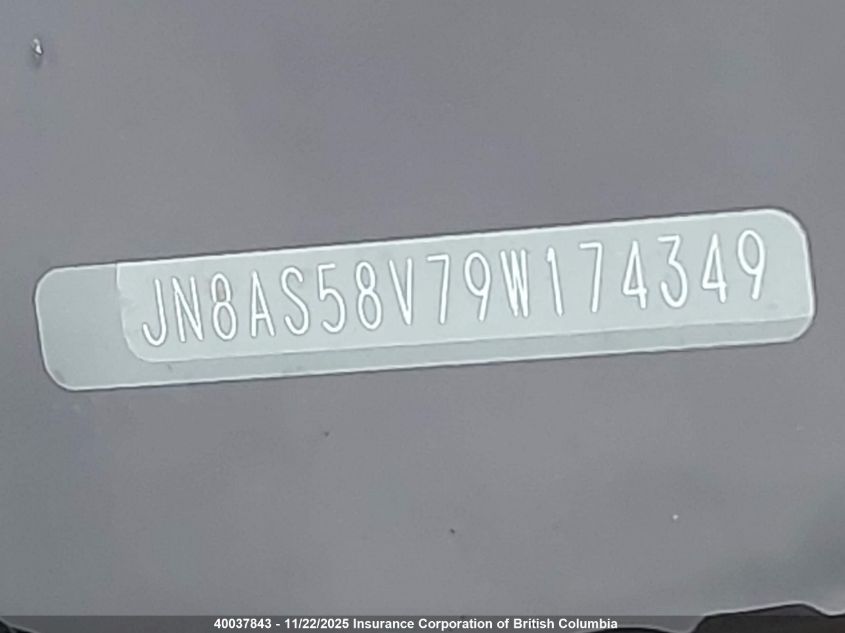 JN8AS58V79W174349
40037843 - 11/22/2025 Insurance Corporation of British Columbia